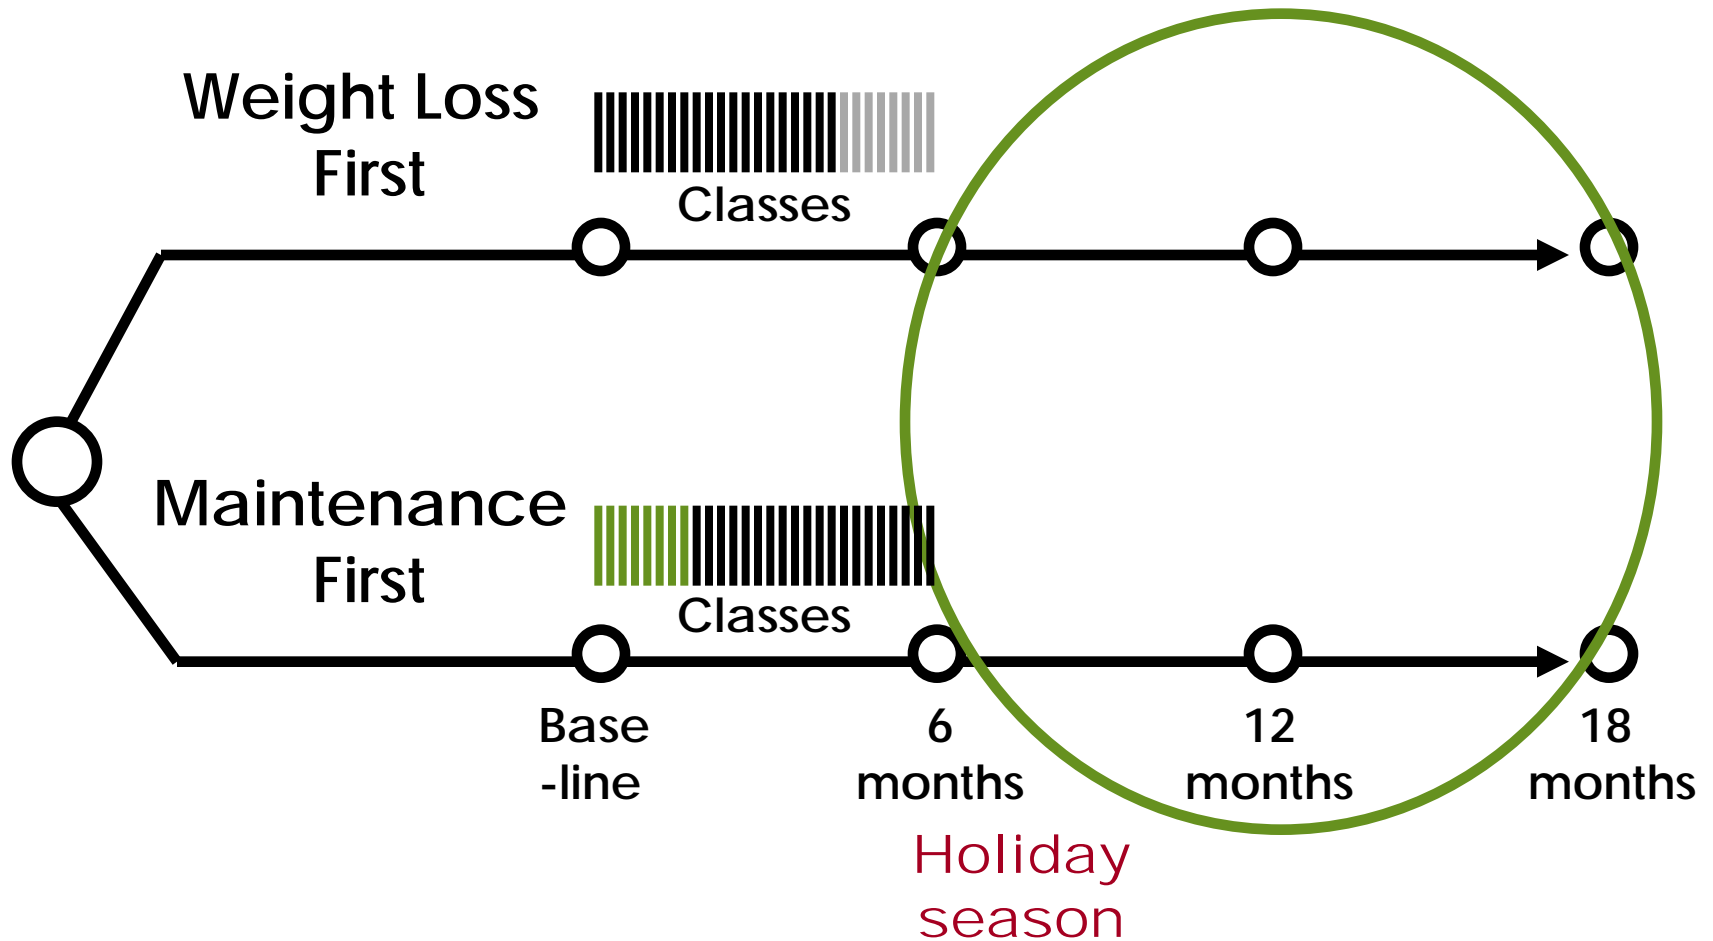 Weight Loss
First
Classes
Maintenance
First
Classes
Base
-line
6
months
12
months
18
months
Holiday
season